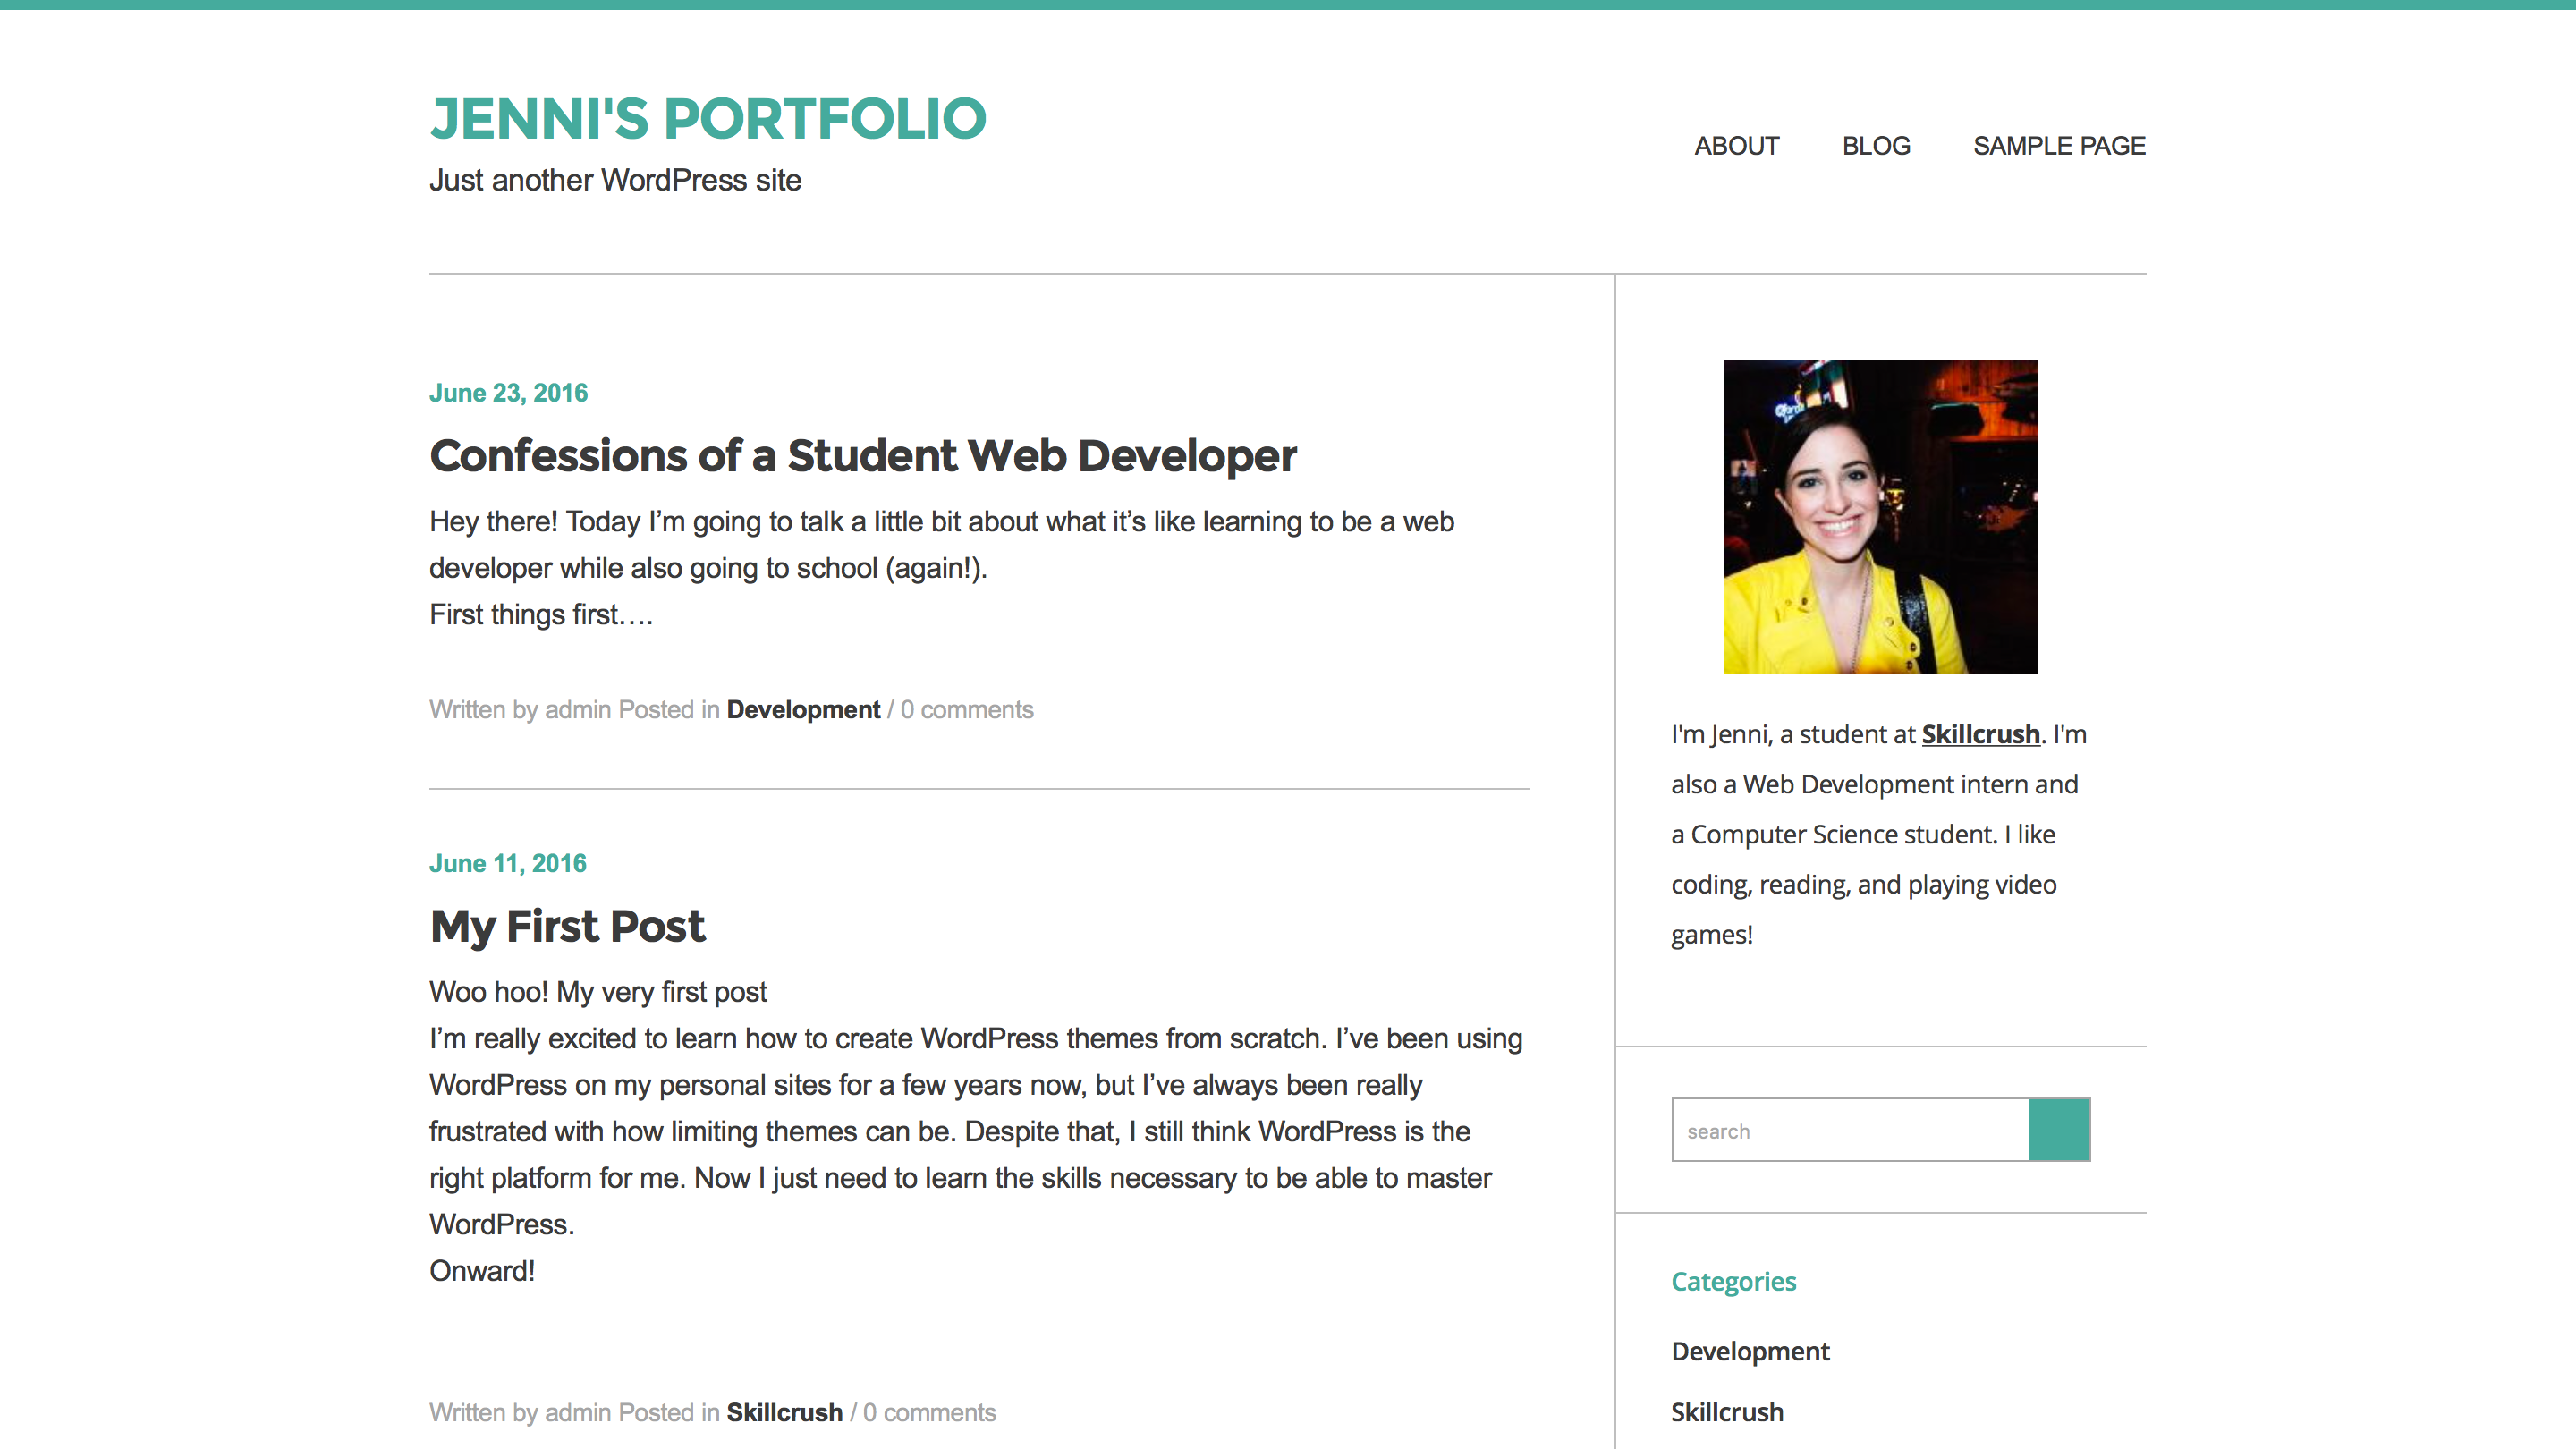 JENNI'S PORTFOLIO
Just another WordPress site
ABOUT BLOG SAMPLE PAGE
June 23, 2016
Confessions of a Student Web Developer
Hey there! Today I’m going to talk a little bit about what it’s like learning to be a web
developer while also going to school (again!).
First things first….
Written by admin Posted in Development / 0 comments
June 11, 2016
My First Post
Woo hoo! My very first post
I’m really excited to learn how to create WordPress themes from scratch. I’ve been using
WordPress on my personal sites for a few years now, but I’ve always been really
frustrated with how limiting themes can be. Despite that, I still think WordPress is the
right platform for me. Now I just need to learn the skills necessary to be able to master
WordPress.
Onward!
Written by admin Posted in Skillcrush / 0 comments
I'm Jenni, a student at Skillcrush. I'm
also a Web Development intern and
a Computer Science student. I like
coding, reading, and playing video
games!
search
Categories
Development
Skillcrush